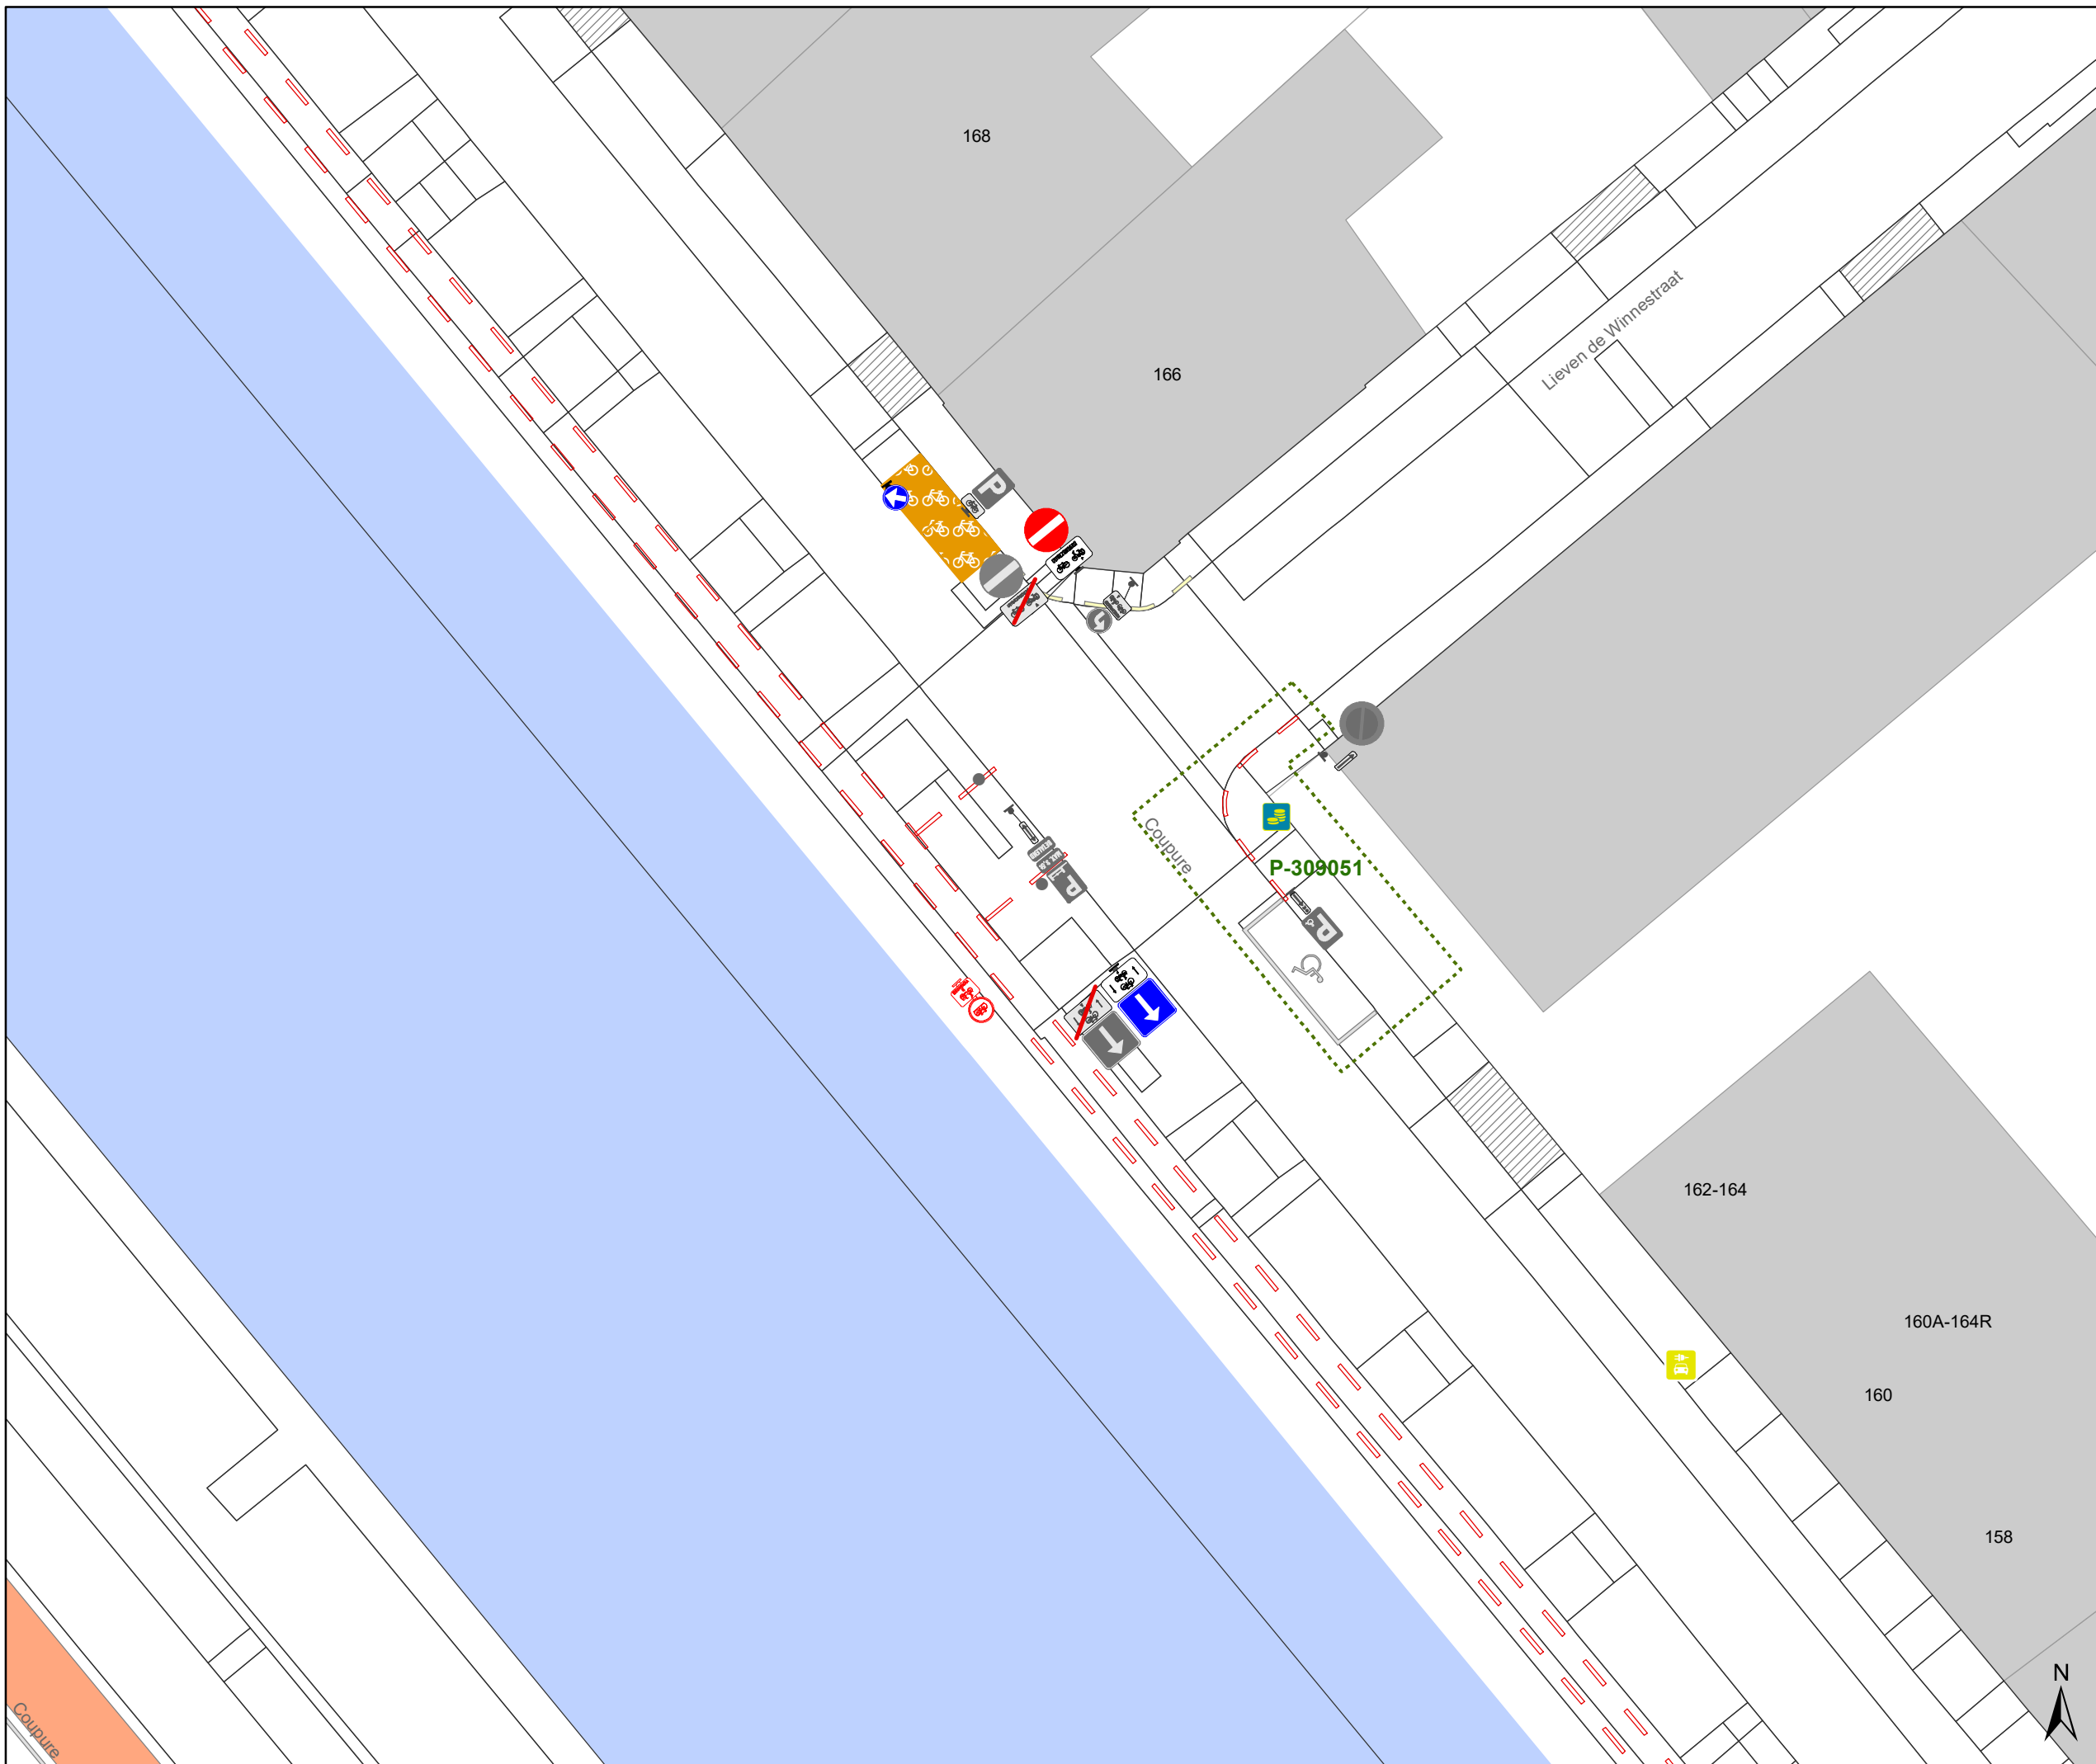 168
166
Lieven de Winnestraat
P
P
Coupure
P-309051
P
162-164
160A-164R
160
158
N
Coupure